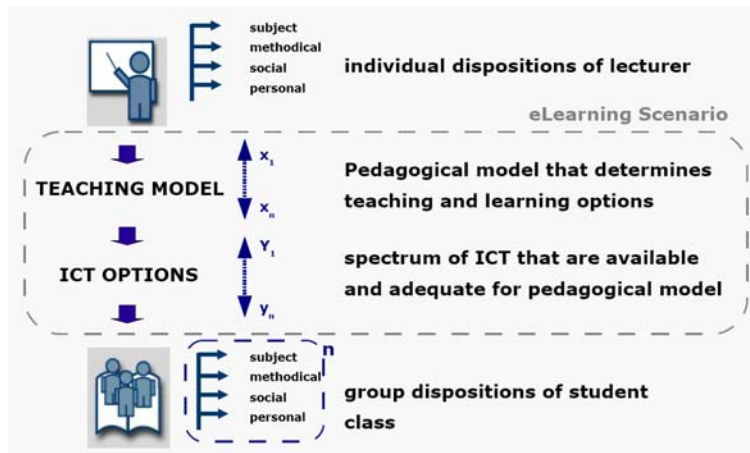 subject
methodical
social
personal
individual dispositions of lecturer
eLearning Scenario
TEACHING MODEL
x1
xn
Pedagogical model that determines
teaching and learning options
ICT OPTIONS
Y1
yn
spectrum of ICT that are available
and adequate for pedagogical model
n
subject
methodical
social
personal
group dispositions of student
class